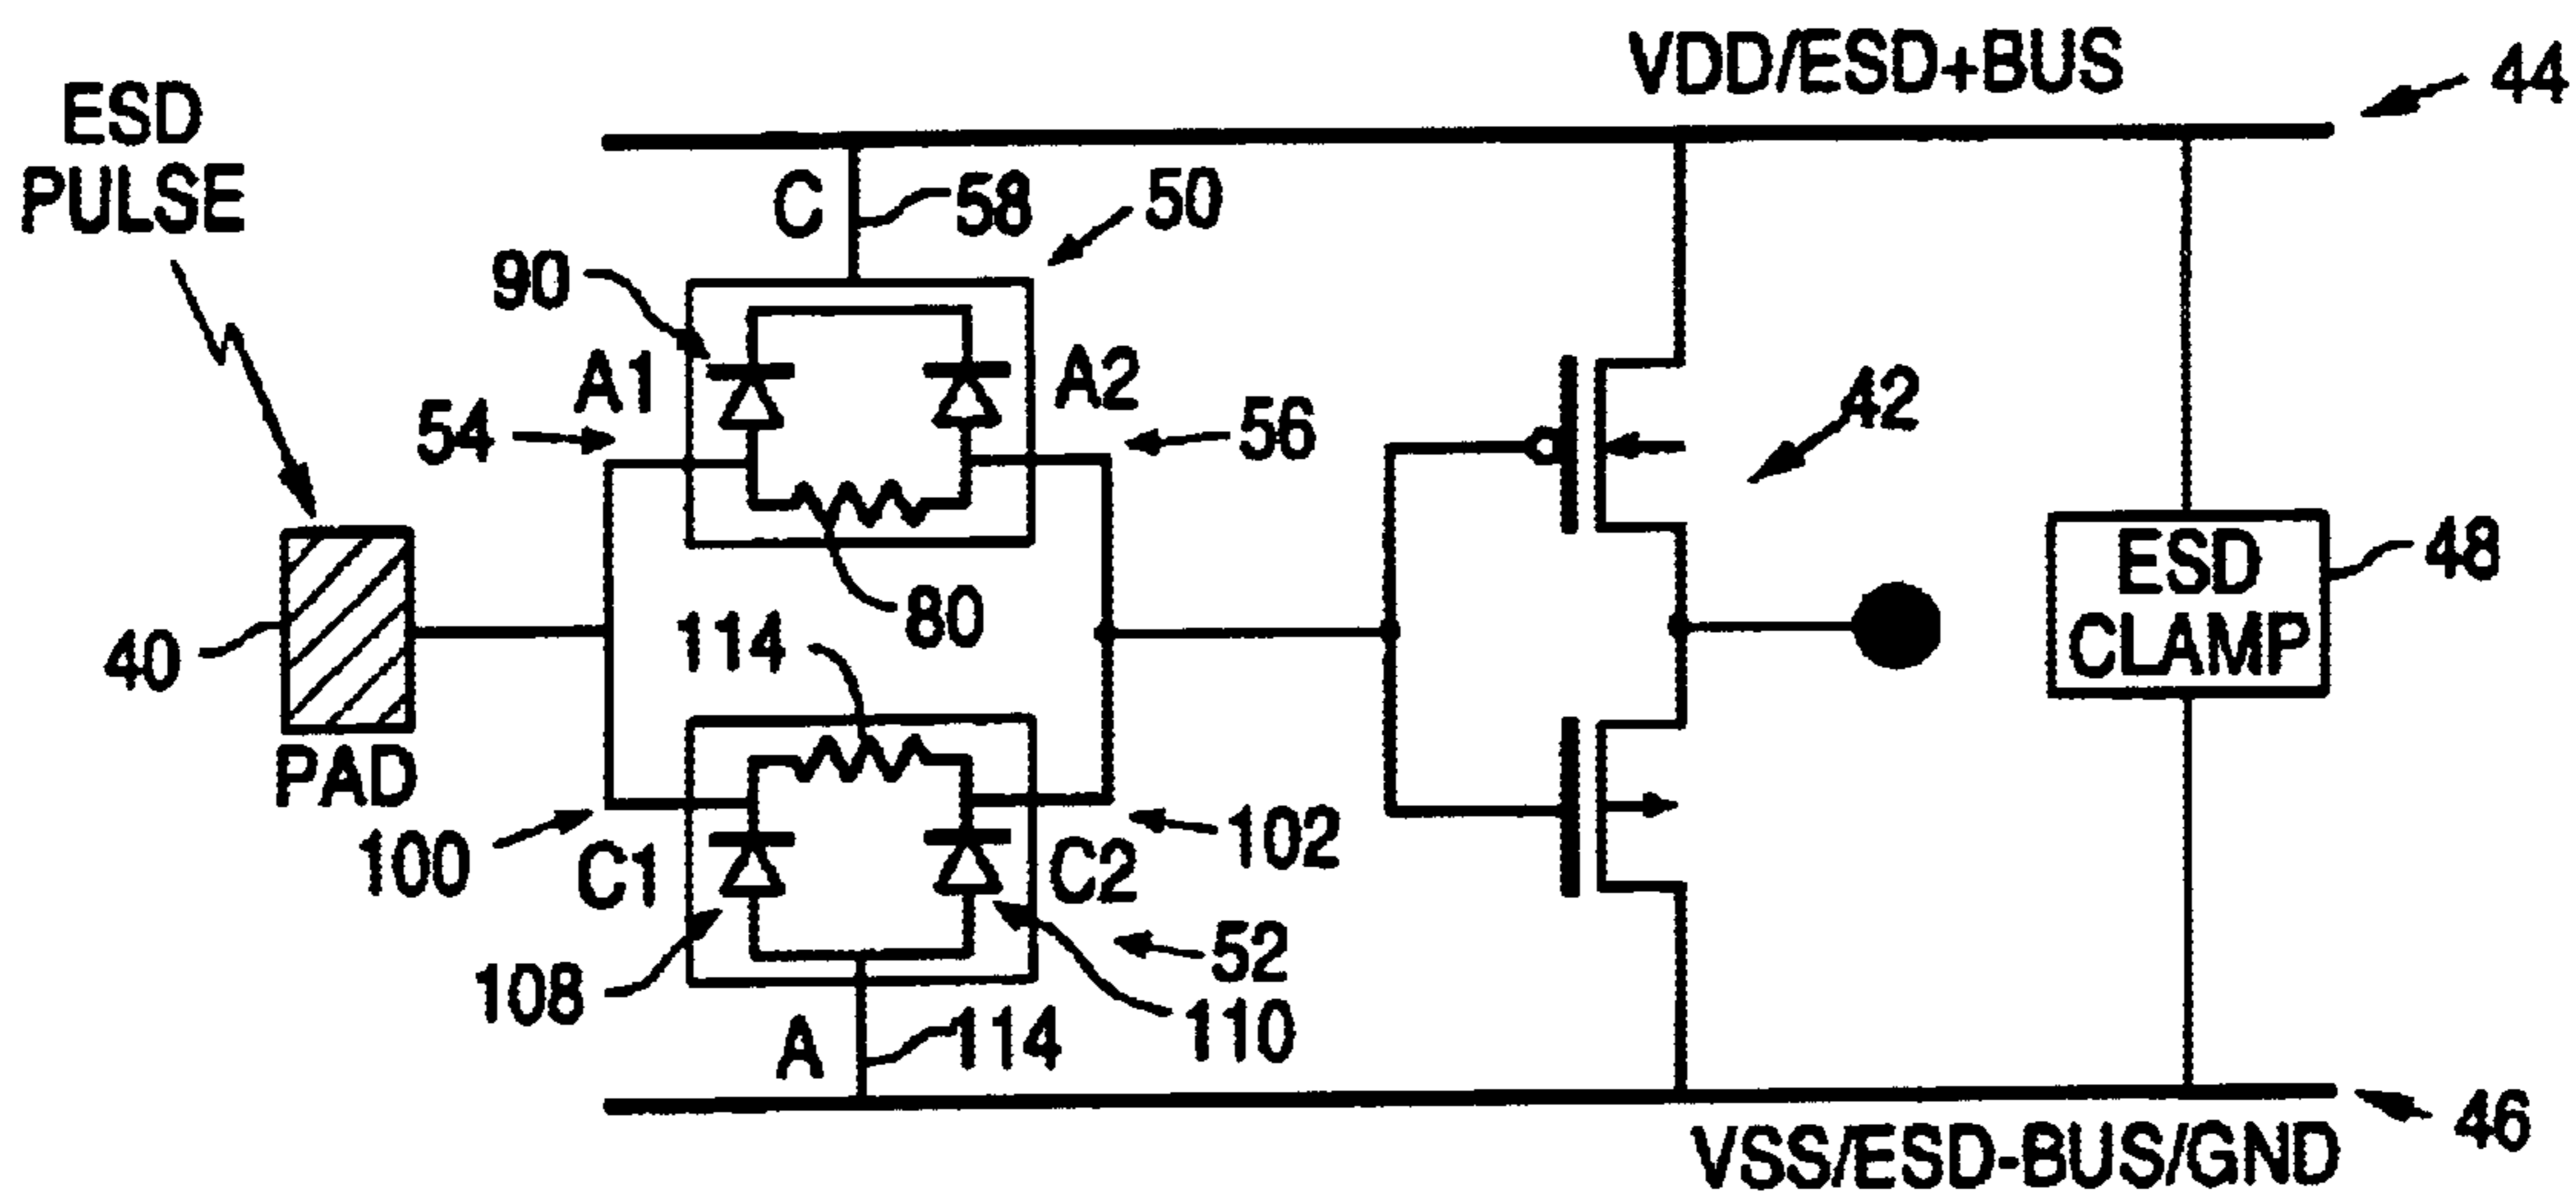 VDD/ESD+BUS
44
ESD
PULSE
C
58
50
90
A1
A2
54
56
42
80
ESD
CLAMP
48
114
40
PAD
100
C1
C2
102
52
108
110
A
114
46
VSS/ESD-BUS/GND